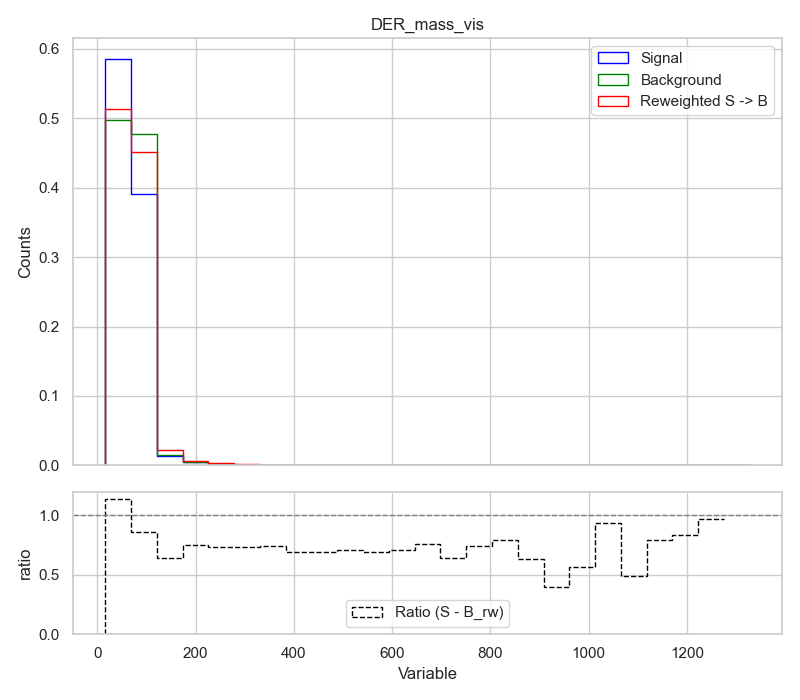 DER_mass_vis
0.6
0.5
0.4
0.3
0.2
0.1
0.0
Counts
Signal
Background
Reweighted S -> B
1.0
0.5
0.0
ratio
Ratio (S - B_rw)
0 200 400 600 800 1000 1200
Variable